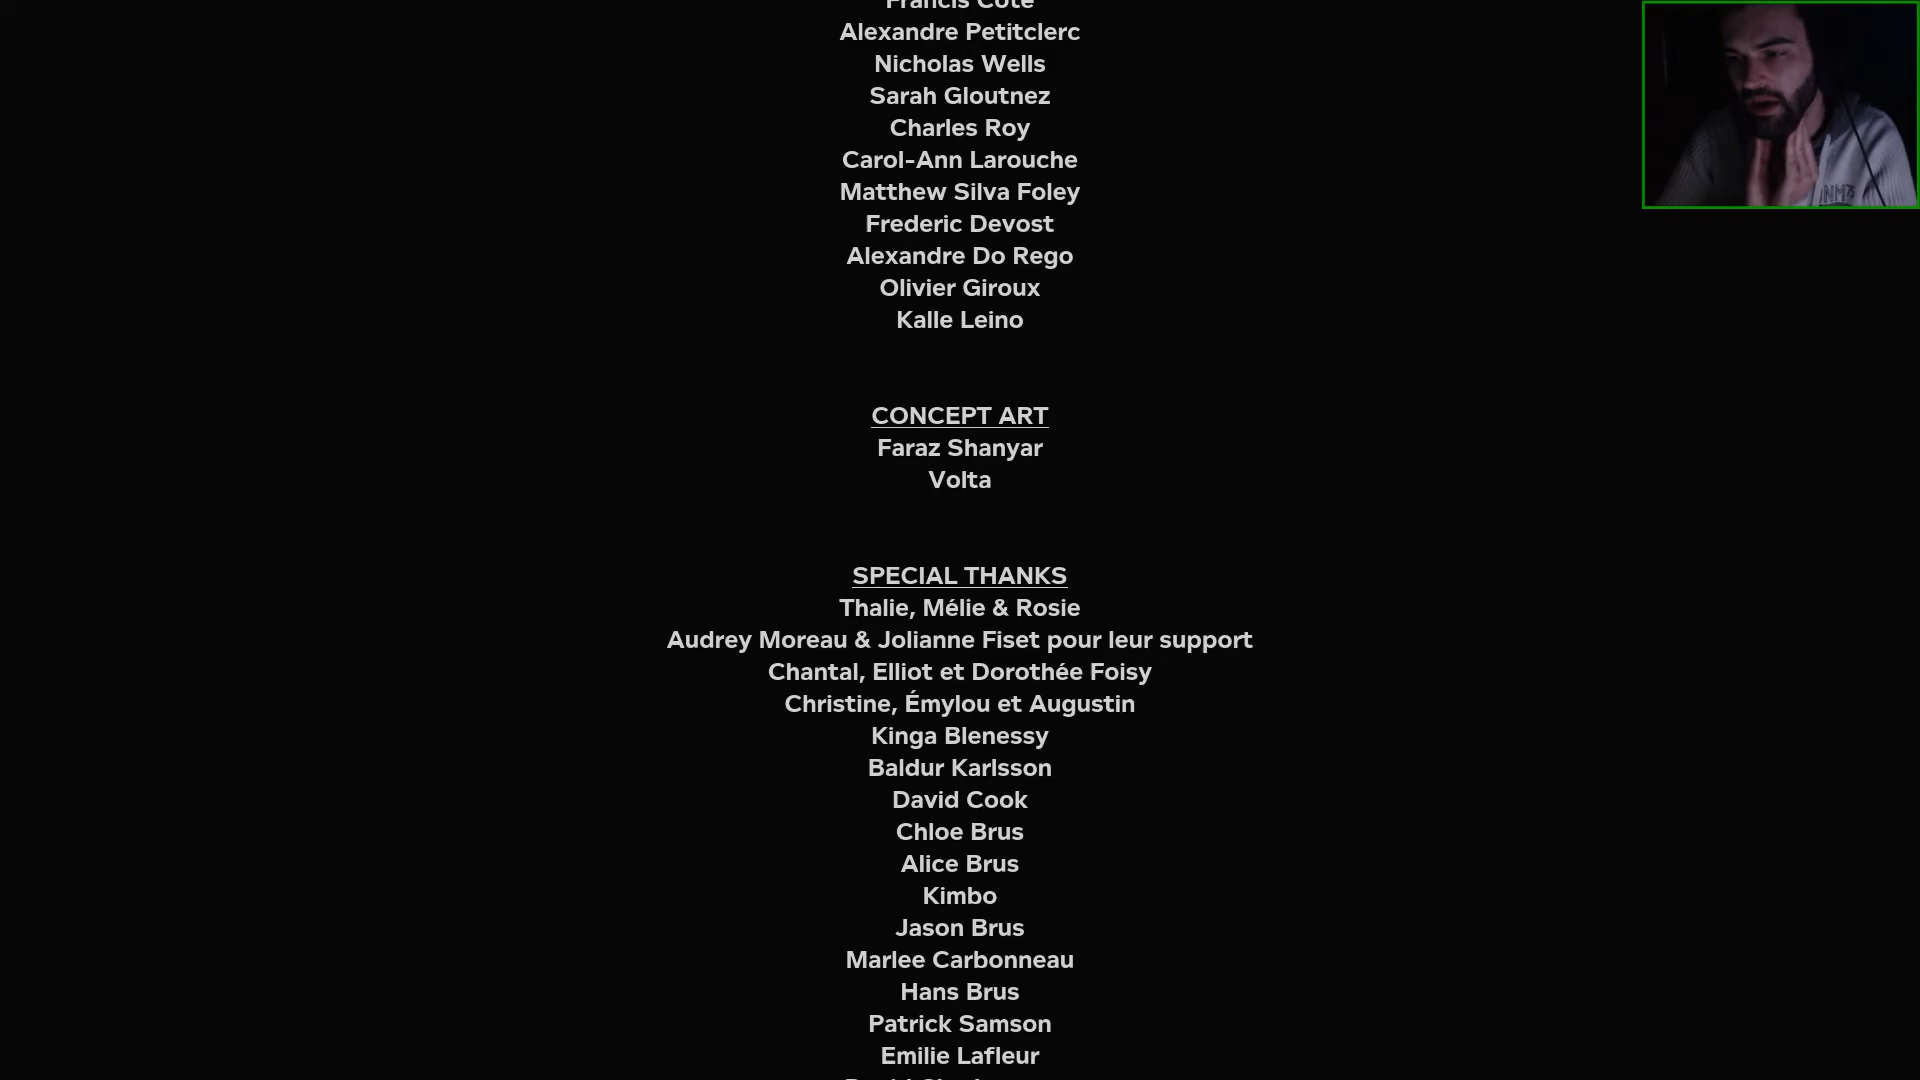 Francis Côté
Alexandre Petitclerc
Nicholas Wells
Sarah Gloutnez
Charles Roy
Carol-Ann Larouche
Matthew Silva Foley
Frederic Devost
Alexandre Do Rego
Olivier Giroux
Kalle Leino
CONCEPT ART
Faraz Shanyar
Volta
SPECIAL THANKS
Thalie, Mélie & Rosie
Audrey Moreau & Jolianne Fiset pour leur support
Chantal, Elliot et Dorothée Foisy
Christine, Émylou et Augustin
Kinga Blenessy
Baldur Karlsson
David Cook
Chloe Brus
Alice Brus
Kimbo
Jason Brus
Marlee Carbonneau
Hans Brus
Patrick Samson
Emilie Lafleur